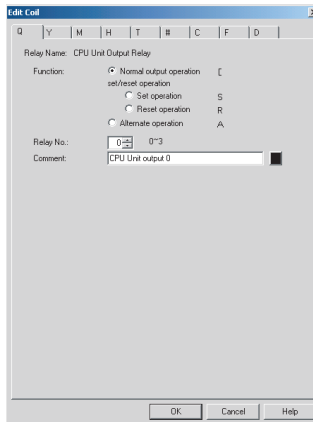 Edit Coil
Q Y M H T # C F D
Relay Name: CPU Unit Output Relay
Function: Normal output operation [
set/reset operation
Set operation S
Reset operation R
Alternate operation A
Relay No.: 0 0~3
Comment: CPU Unit output 0
OK Cancel Help